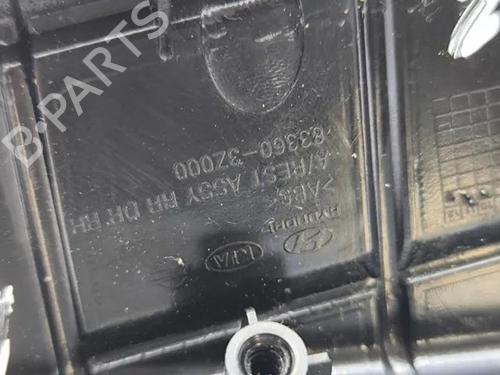 B-PARTS
83360-3Z000
A/REST ASSY RR DR RH
>ABS<
HYUNDAI
KIA